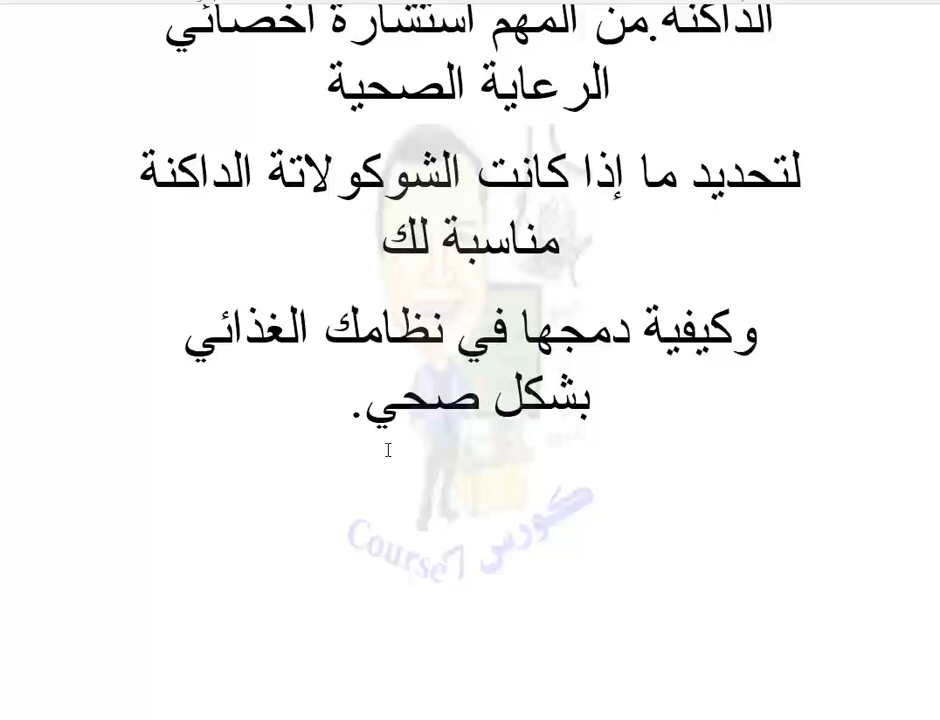 الداكنة.من المهم استشارة أخصائي
الرعاية الصحية
لتحديد ما إذا كانت الشوكولاتة الداكنة
مناسبة لك
وكيفية دمجها في نظامك الغذائي
بشكل صحي.
كورس Course7